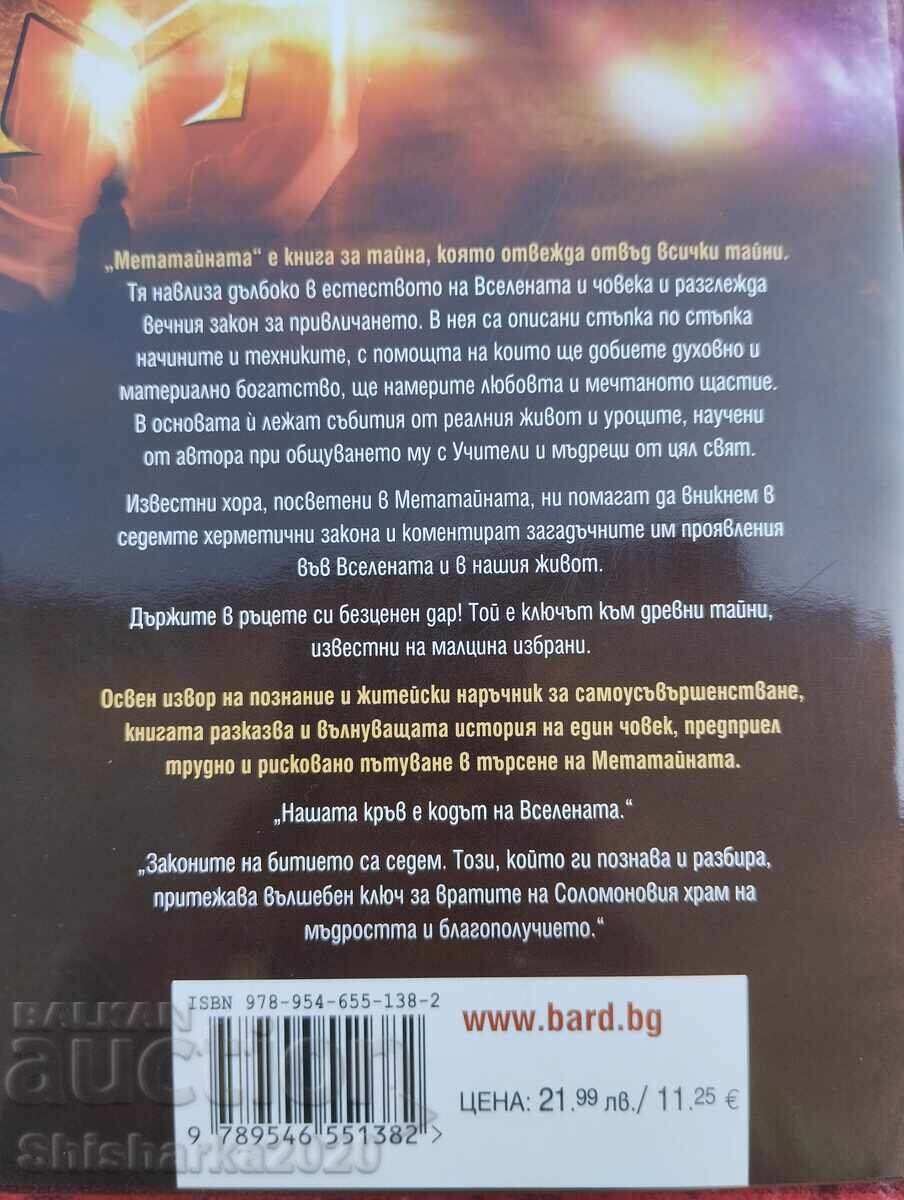 „Метатайната“ е книга за тайна, която отвежда отвъд всички тайни.
Тя навлиза дълбоко в естеството на Вселената и човека и разглежда
вечния закон за привличането. В нея са описани стъпка по стъпка
начините и техниките, с помощта на които ще добиете духовно и
материално богатство, ще намерите любовта и мечтаното щастие.
В основата ѝ лежат събития от реалния живот и уроците, научени
от автора при общуването му с Учители и мъдреци от цял свят.
Известни хора, посветени в Метатайната, ни помагат да вникнем в
седемте херметични закона и коментират загадъчните им проявления
във Вселената и в нашия живот.
Държите в ръцете си безценен дар! Той е ключът към древни тайни,
известни на малцина избрани.
Освен извор на познание и житейски наръчник за самоусъвършенстване,
книгата разказва и вълнуващата история на един човек, предприел
трудно и рисковано пътуване в търсене на Метатайната.
„Нашата кръв е кодът на Вселената.“
„Законите на битието са седем. Този, който ги познава и разбира,
притежава вълшебен ключ за вратите на Соломоновия храм на
мъдростта и благополучието.“
ISBN 978-954-655-138-2
www.bard.bg
ЦЕНА: 21.99 лв./ 11.25 €
9 789546 551382 >
BALKAN
auction
Shisharka2020